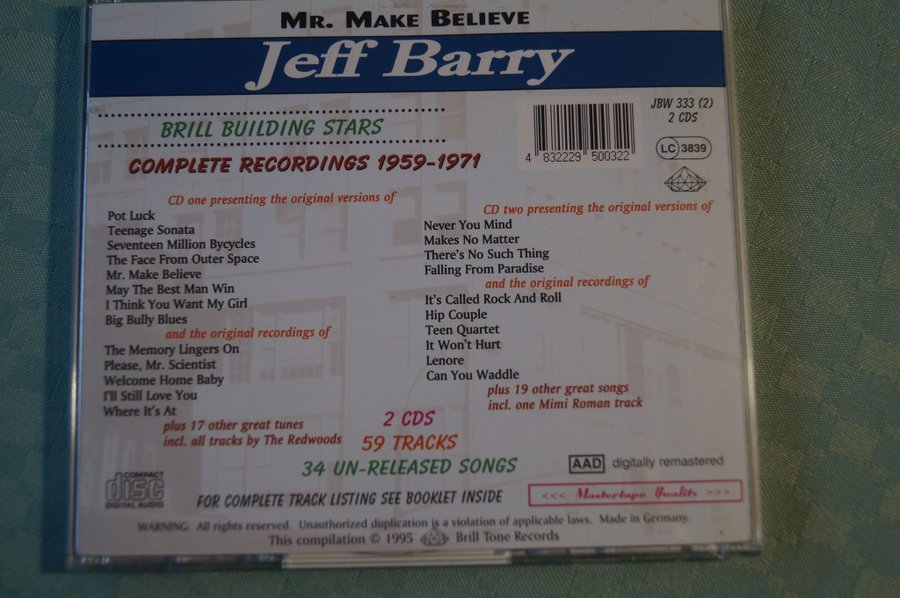 MR. MAKE BELIEVE
Jeff Barry
BRILL BUILDING STARS
COMPLETE RECORDINGS 1959-1971
4 832229 500322
JBW 333 (2)
2 CDS
LC 3839
CD one presenting the original versions of
Pot Luck
Teenage Sonata
Seventeen Million Bycycles
The Face From Outer Space
Mr. Make Believe
May The Best Man Win
I Think You Want My Girl
Big Bully Blues
and the original recordings of
The Memory Lingers On
Please, Mr. Scientist
Welcome Home Baby
I'll Still Love You
Where It's At
plus 17 other great tunes
incl. all tracks by The Redwoods
CD two presenting the original versions of
Never You Mind
Makes No Matter
There's No Such Thing
Falling From Paradise
and the original recordings of
It's Called Rock And Roll
Hip Couple
Teen Quartet
It Won't Hurt
Lenore
Can You Waddle
plus 19 other great songs
incl. one Mimi Roman track
2 CDS
59 TRACKS
34 UN-RELEASED SONGS
COMPACT
disc
DIGITAL AUDIO
AAD digitally remastered
FOR COMPLETE TRACK LISTING SEE BOOKLET INSIDE
<<< Mastertape Quality >>>
WARNING: All rights reserved. Unauthorized duplication is a violation of applicable laws. Made in Germany.
This compilation © 1995 Brill Tone Records